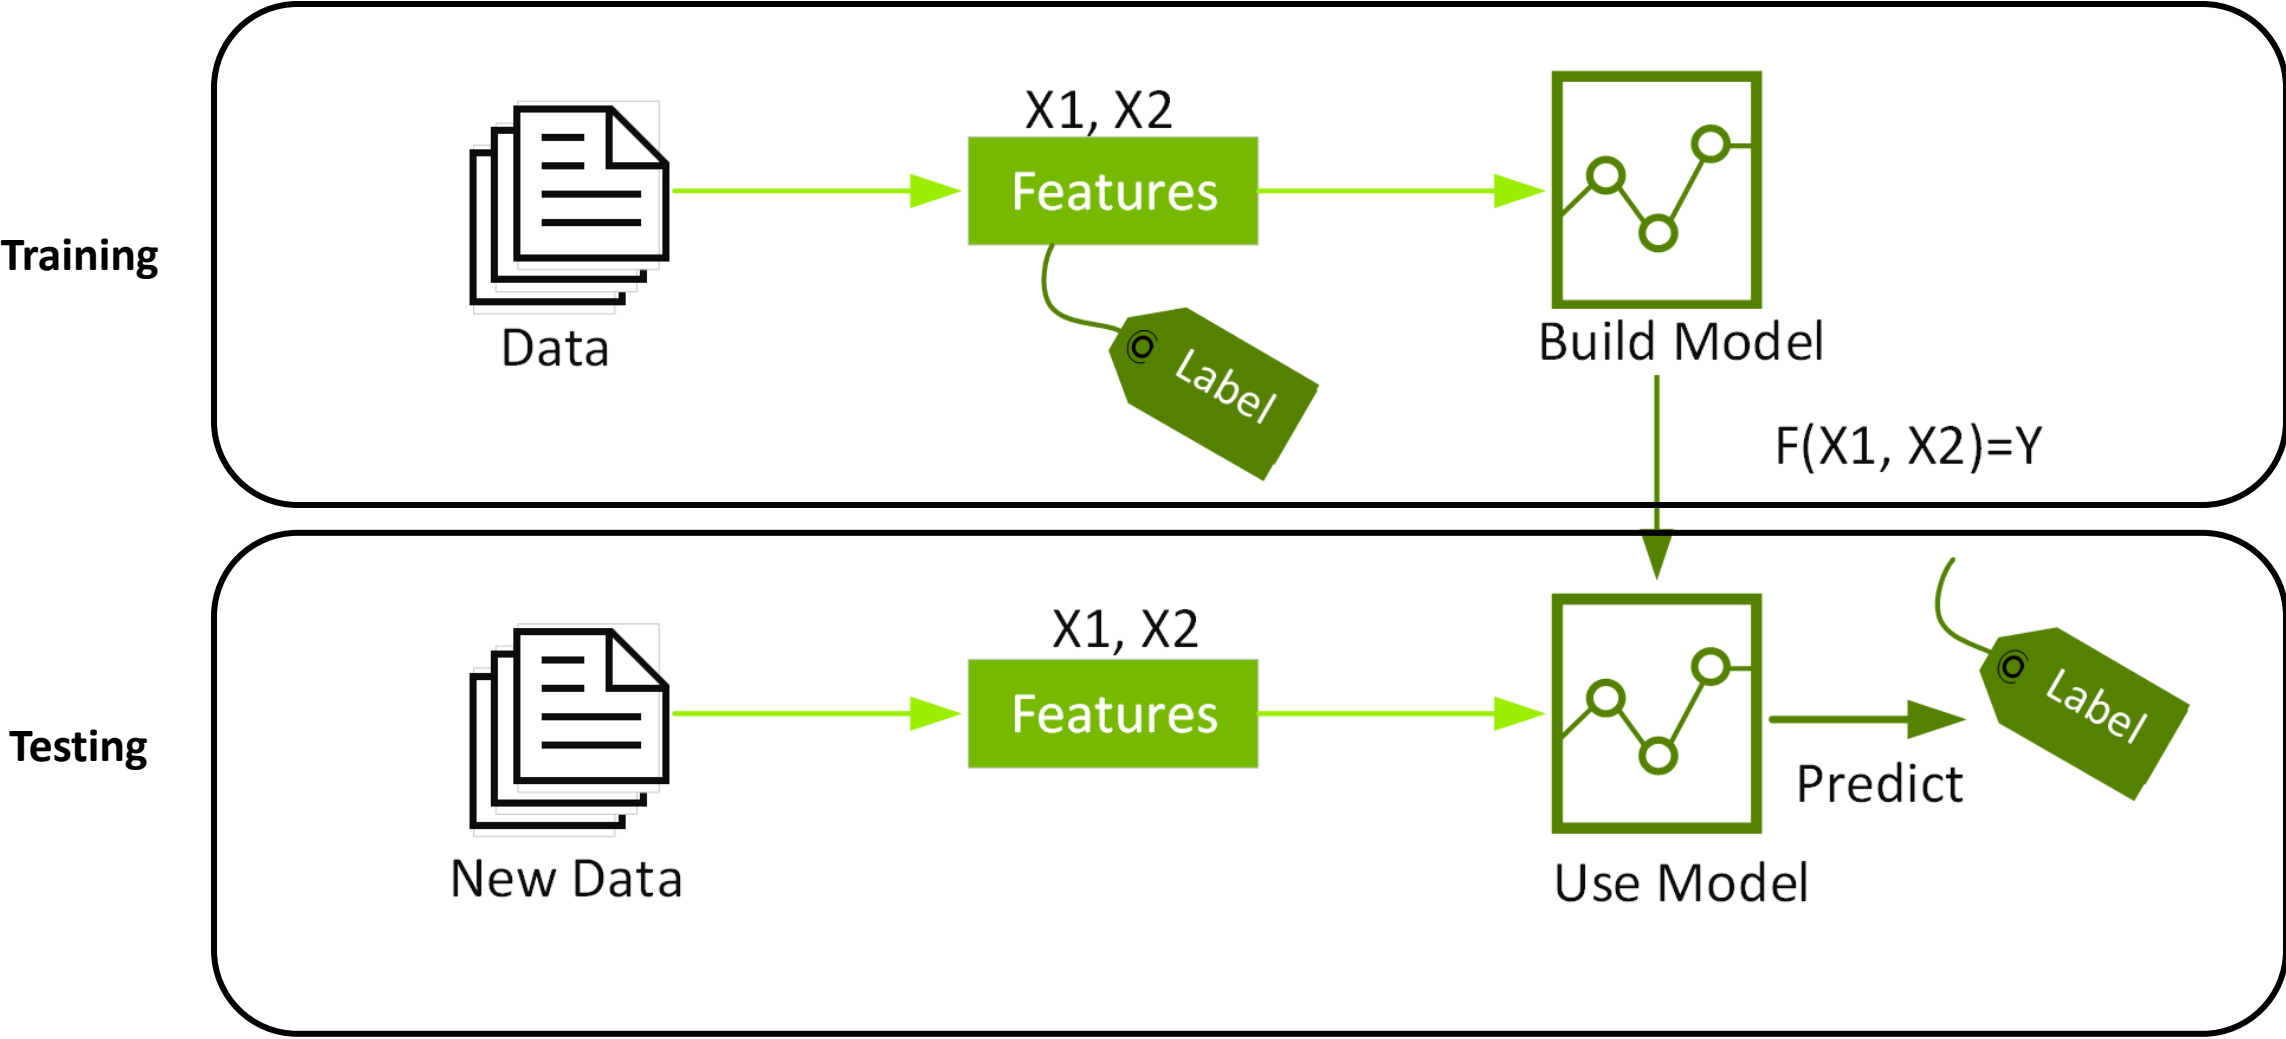 Training
X1, X2
Features
Data
Label
Build Model
F(X1, X2)=Y
Testing
X1, X2
Features
New Data
Label
Predict
Use Model